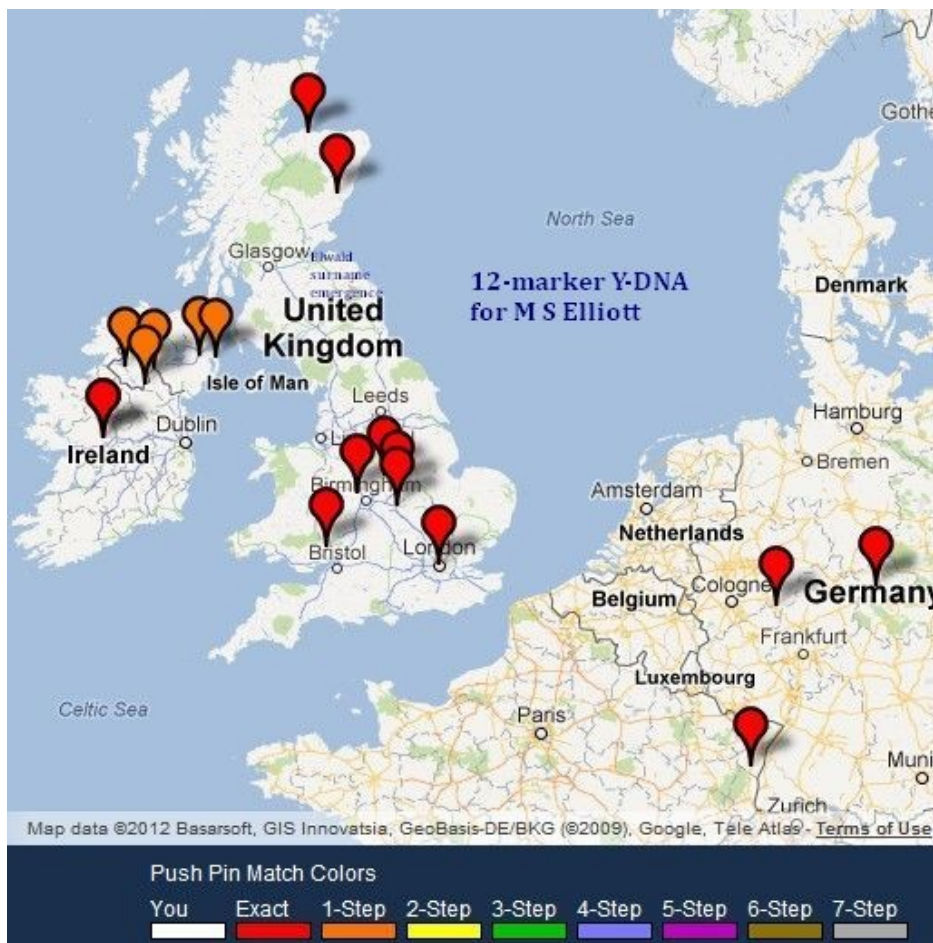 Gothe
North Sea
Glasgow
Elwald
surname
emergence
12-marker Y-DNA
for M S Elliott
Denmark
United
Kingdom
Isle of Man
Leeds
Hamburg
Dublin
Ireland
Bremen
Birmingham
Amsterdam
Netherlands
Bristol
London
Cologne
Belgium
Germany
Frankfurt
Luxembourg
Celtic Sea
Paris
Muni
Zurich
Map data ©2012 Basarsoft, GIS Innovatsia, GeoBasis-DE/BKG (©2009), Google, Tele Atlas - Terms of Use
Push Pin Match Colors
You Exact 1-Step 2-Step 3-Step 4-Step 5-Step 6-Step 7-Step